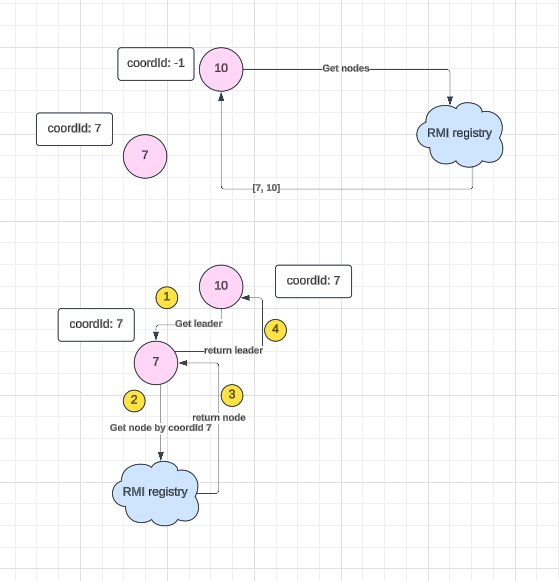 coordId: -1
10
Get nodes
coordId: 7
7
RMI registry
[7, 10]
10
coordId: 7
1
coordId: 7
Get leader
4
return leader
7
2
3
return node
Get node by coordId 7
RMI registry